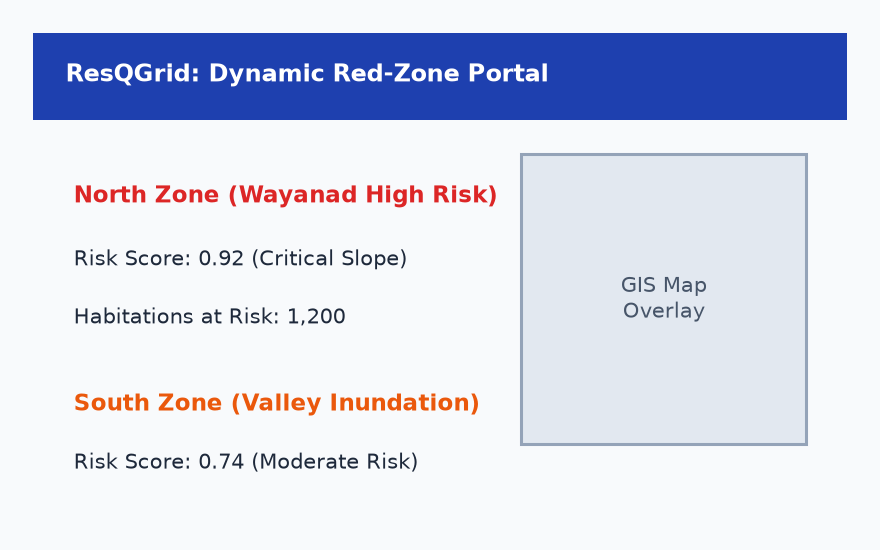 ResQGrid: Dynamic Red-Zone Portal
North Zone (Wayanad High Risk)
Risk Score: 0.92 (Critical Slope)
Habitations at Risk: 1,200
South Zone (Valley Inundation)
Risk Score: 0.74 (Moderate Risk)
GIS Map
Overlay